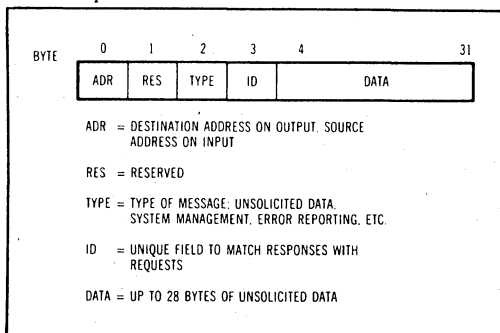 BYTE 0 1 2 3 4 31
ADR RES TYPE ID DATA
ADR = DESTINATION ADDRESS ON OUTPUT. SOURCE
ADDRESS ON INPUT
RES = RESERVED
TYPE = TYPE OF MESSAGE; UNSOLICITED DATA.
SYSTEM MANAGEMENT, ERROR REPORTING, ETC.
ID = UNIQUE FIELD TO MATCH RESPONSES WITH
REQUESTS
DATA = UP TO 28 BYTES OF UNSOLICITED DATA